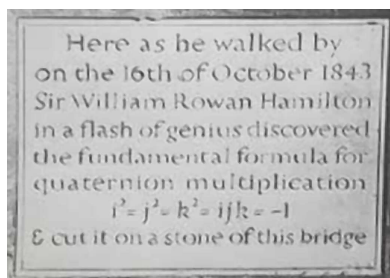 Here as he walked by
on the 16th of October 1843
Sir William Rowan Hamilton
in a flash of genius discovered
the fundamental formula for
quaternion multiplication
i² = j² = k² = ijk = −1
& cut it on a stone of this bridge